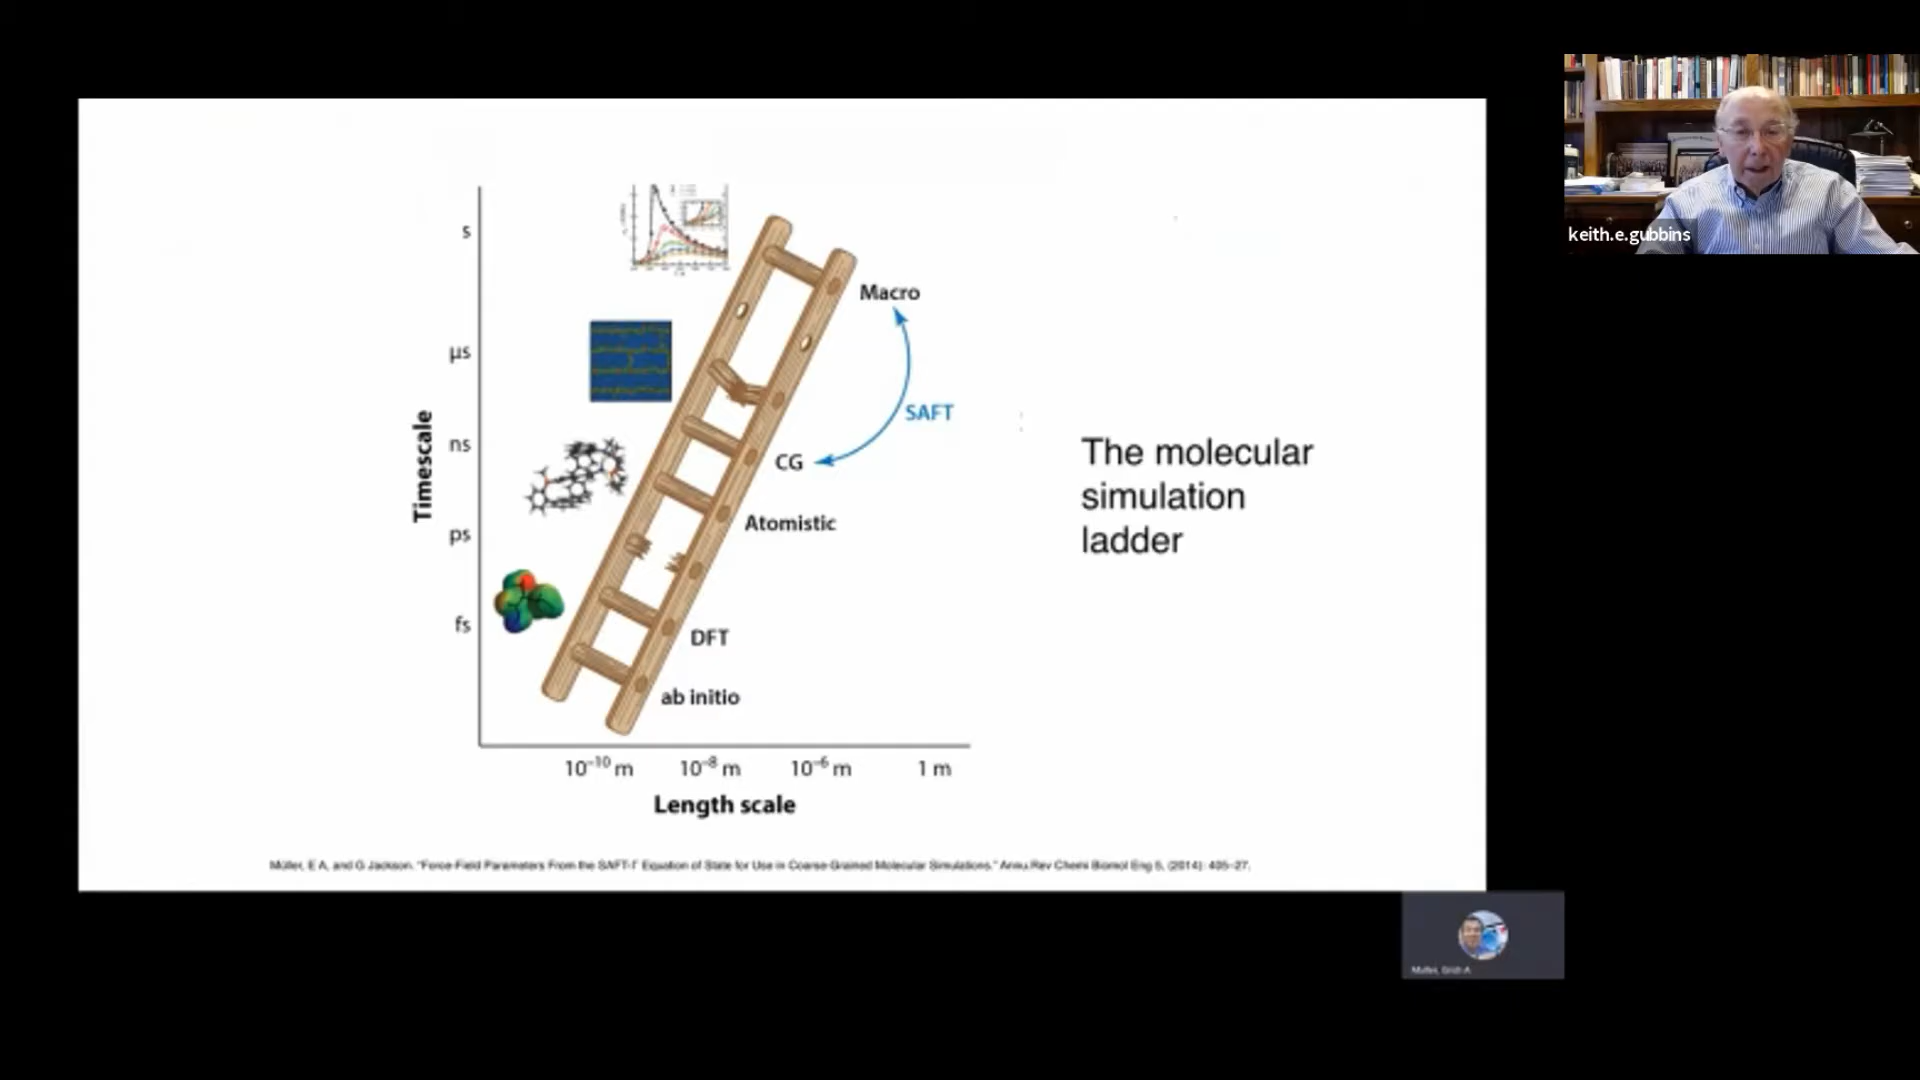 keith.e.gubbins
s
Macro
µs
SAFT
ns
CG
The molecular
simulation
ladder
Timescale
Atomistic
ps
fs
DFT
ab initio
10⁻¹⁰ m 10⁻⁸ m 10⁻⁶ m 1 m
Length scale
Müller, E A, and G Jackson. "Force-Field Parameters From the SAFT-Γ Equation of State for Use in Coarse-Grained Molecular Simulations." Annu Rev Chem Biomol Eng 5, (2014): 405–27.
Müller, Erich A